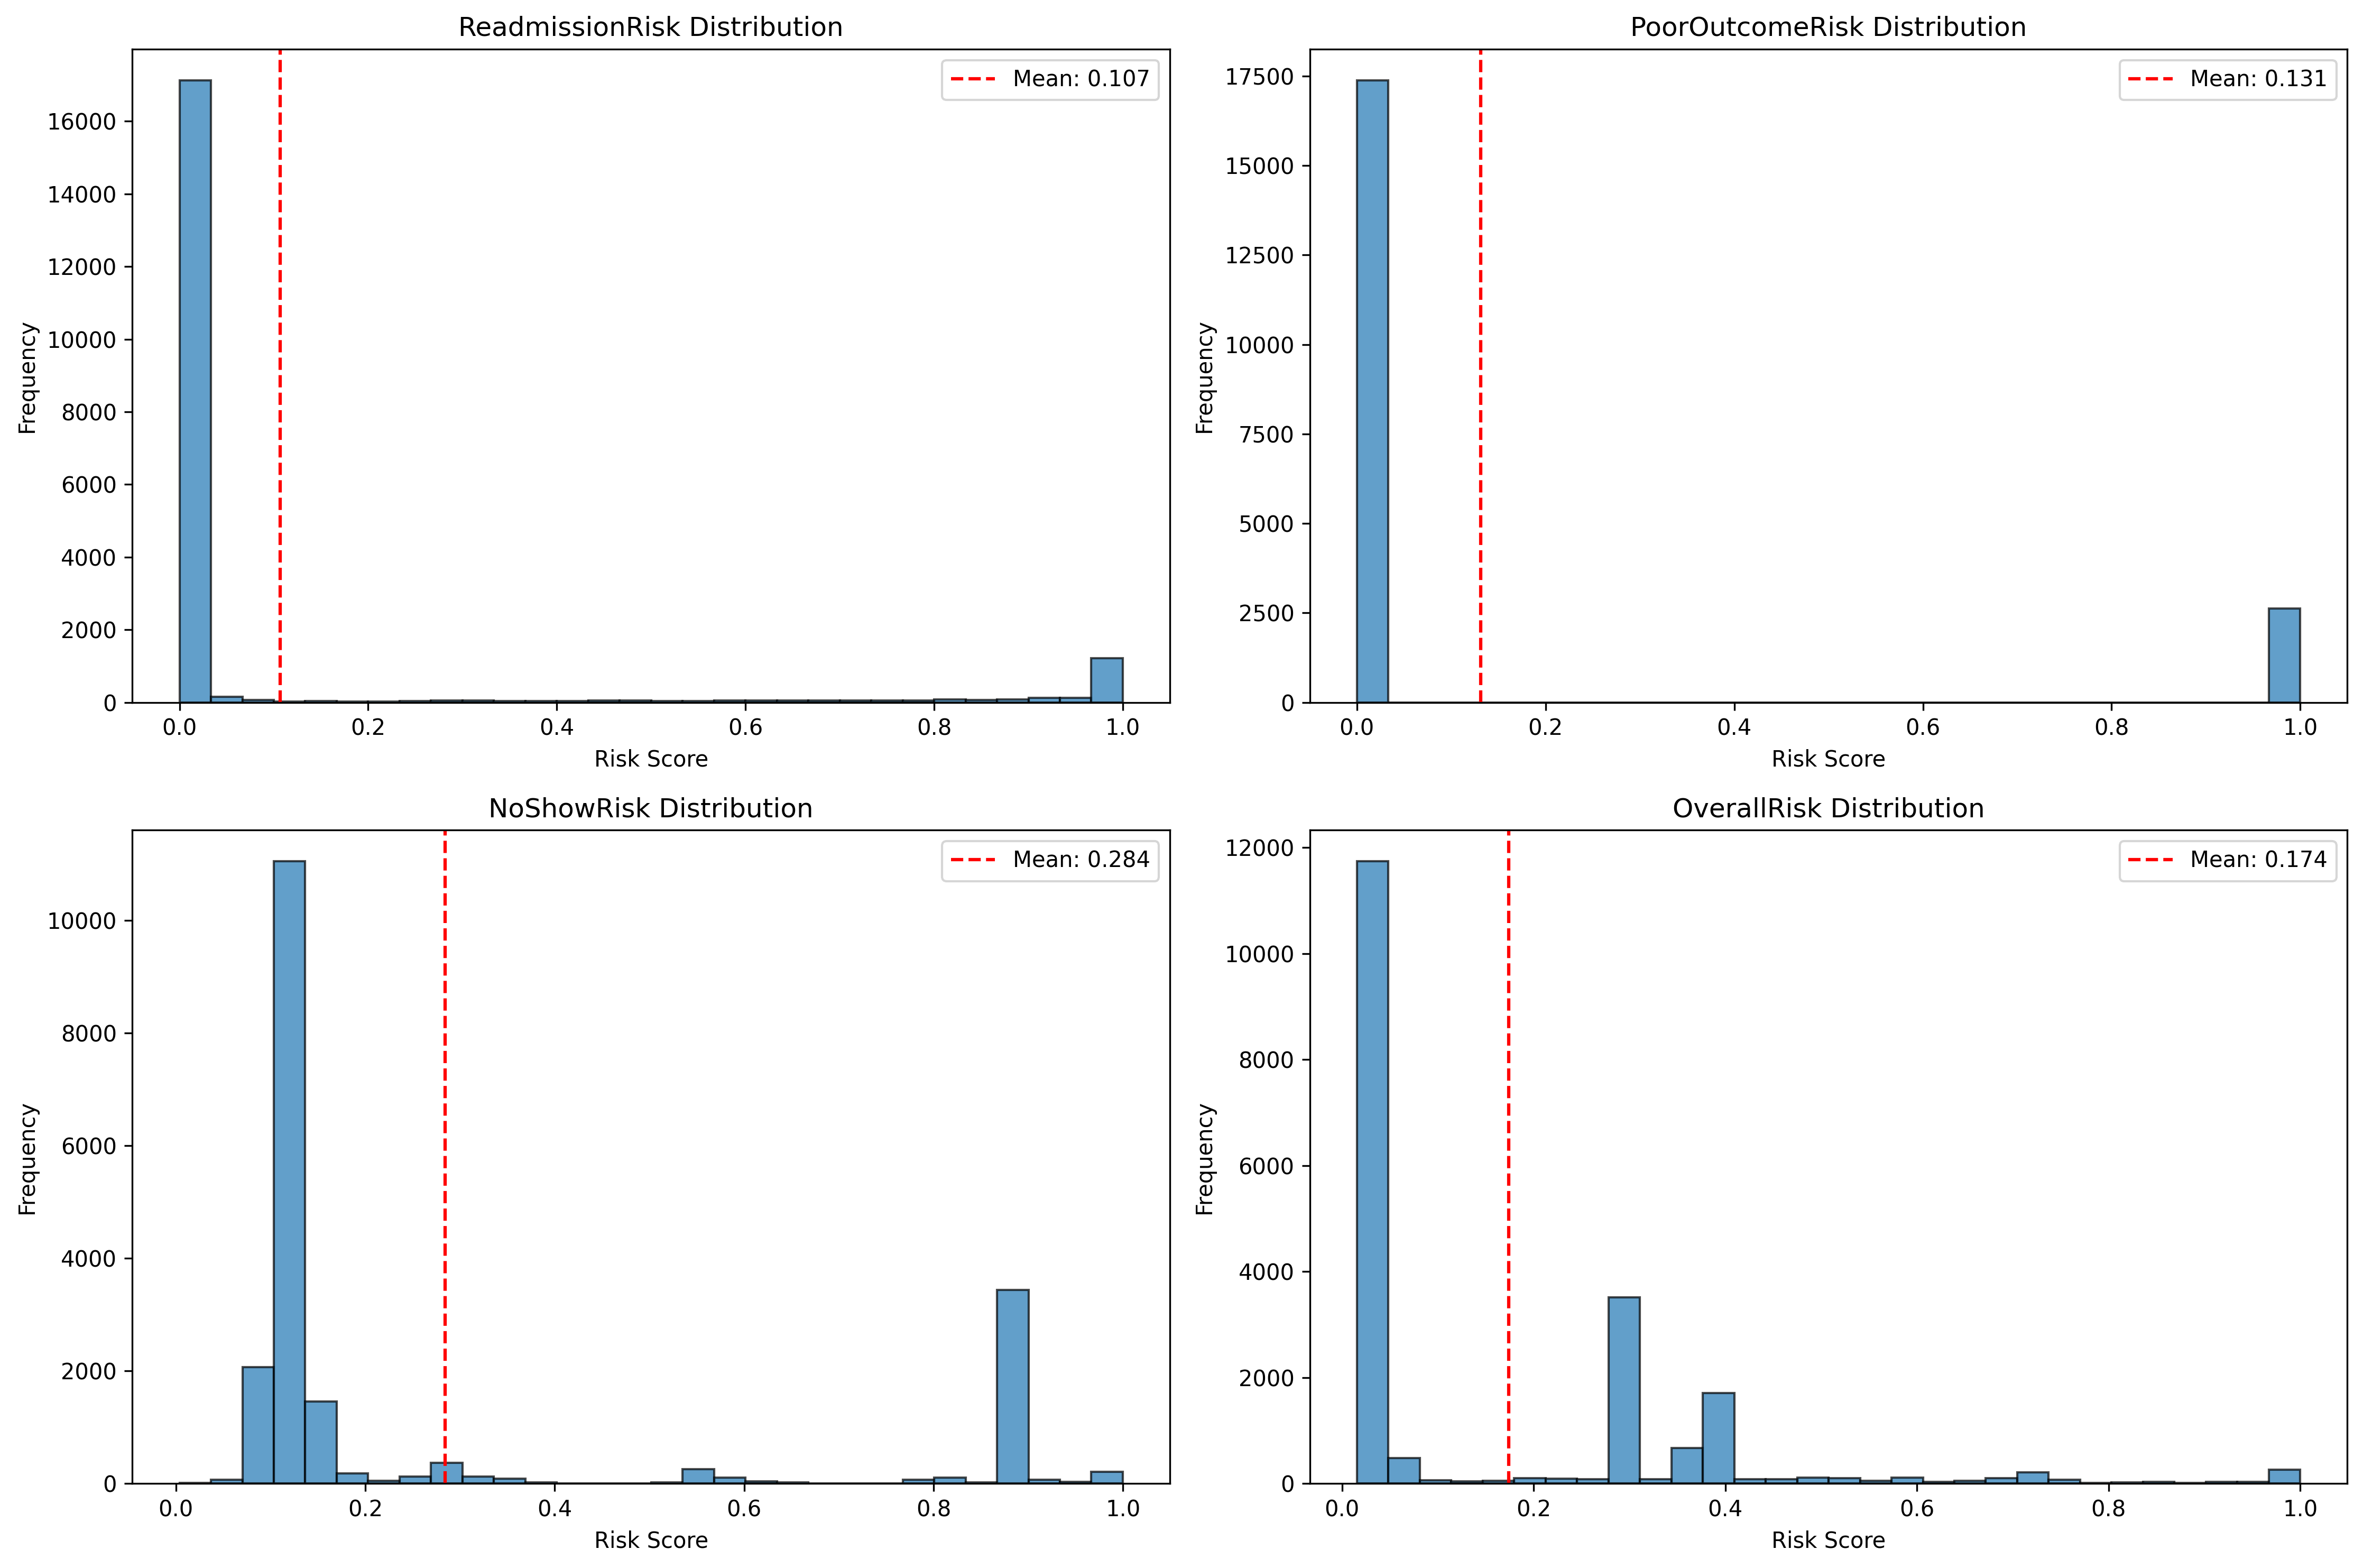 ReadmissionRisk Distribution
Mean: 0.107
16000
14000
12000
10000
8000
6000
4000
2000
0
Frequency
0.0 0.2 0.4 0.6 0.8 1.0
Risk Score
PoorOutcomeRisk Distribution
Mean: 0.131
17500
15000
12500
10000
7500
5000
2500
0
Frequency
0.0 0.2 0.4 0.6 0.8 1.0
Risk Score
NoShowRisk Distribution
Mean: 0.284
10000
8000
6000
4000
2000
0
Frequency
0.0 0.2 0.4 0.6 0.8 1.0
Risk Score
OverallRisk Distribution
Mean: 0.174
12000
10000
8000
6000
4000
2000
0
Frequency
0.0 0.2 0.4 0.6 0.8 1.0
Risk Score